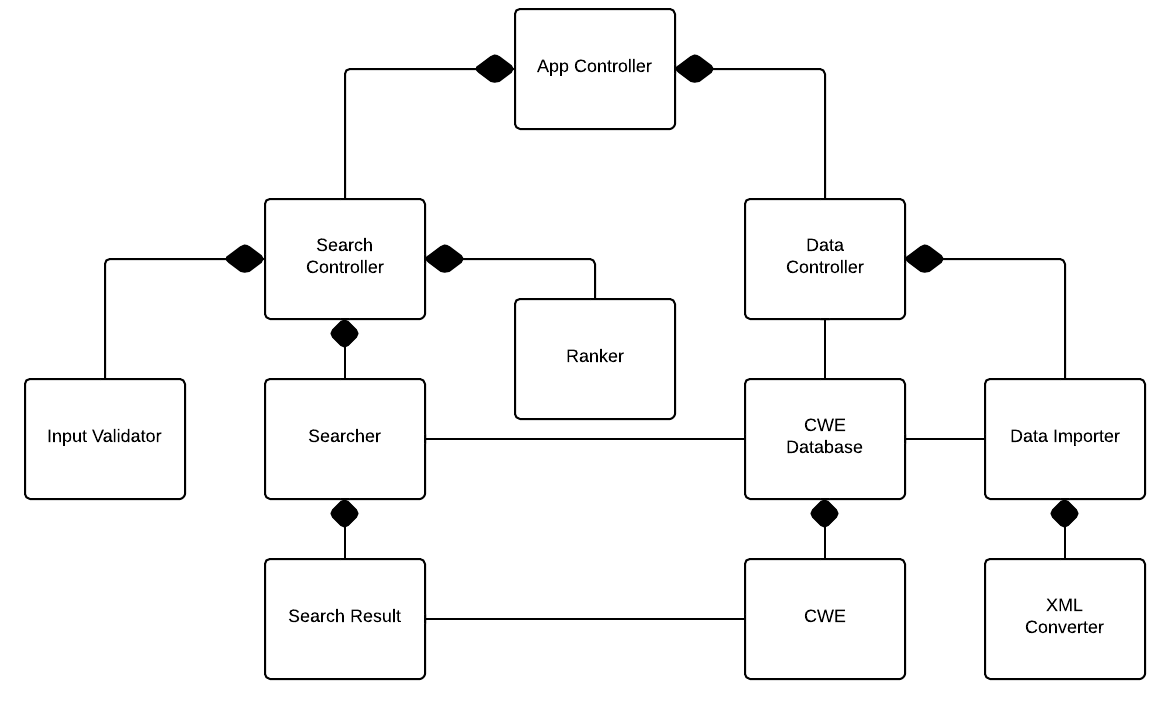 App Controller
Search
Controller
Data
Controller
Ranker
Input Validator
Searcher
CWE
Database
Data Importer
Search Result
CWE
XML
Converter